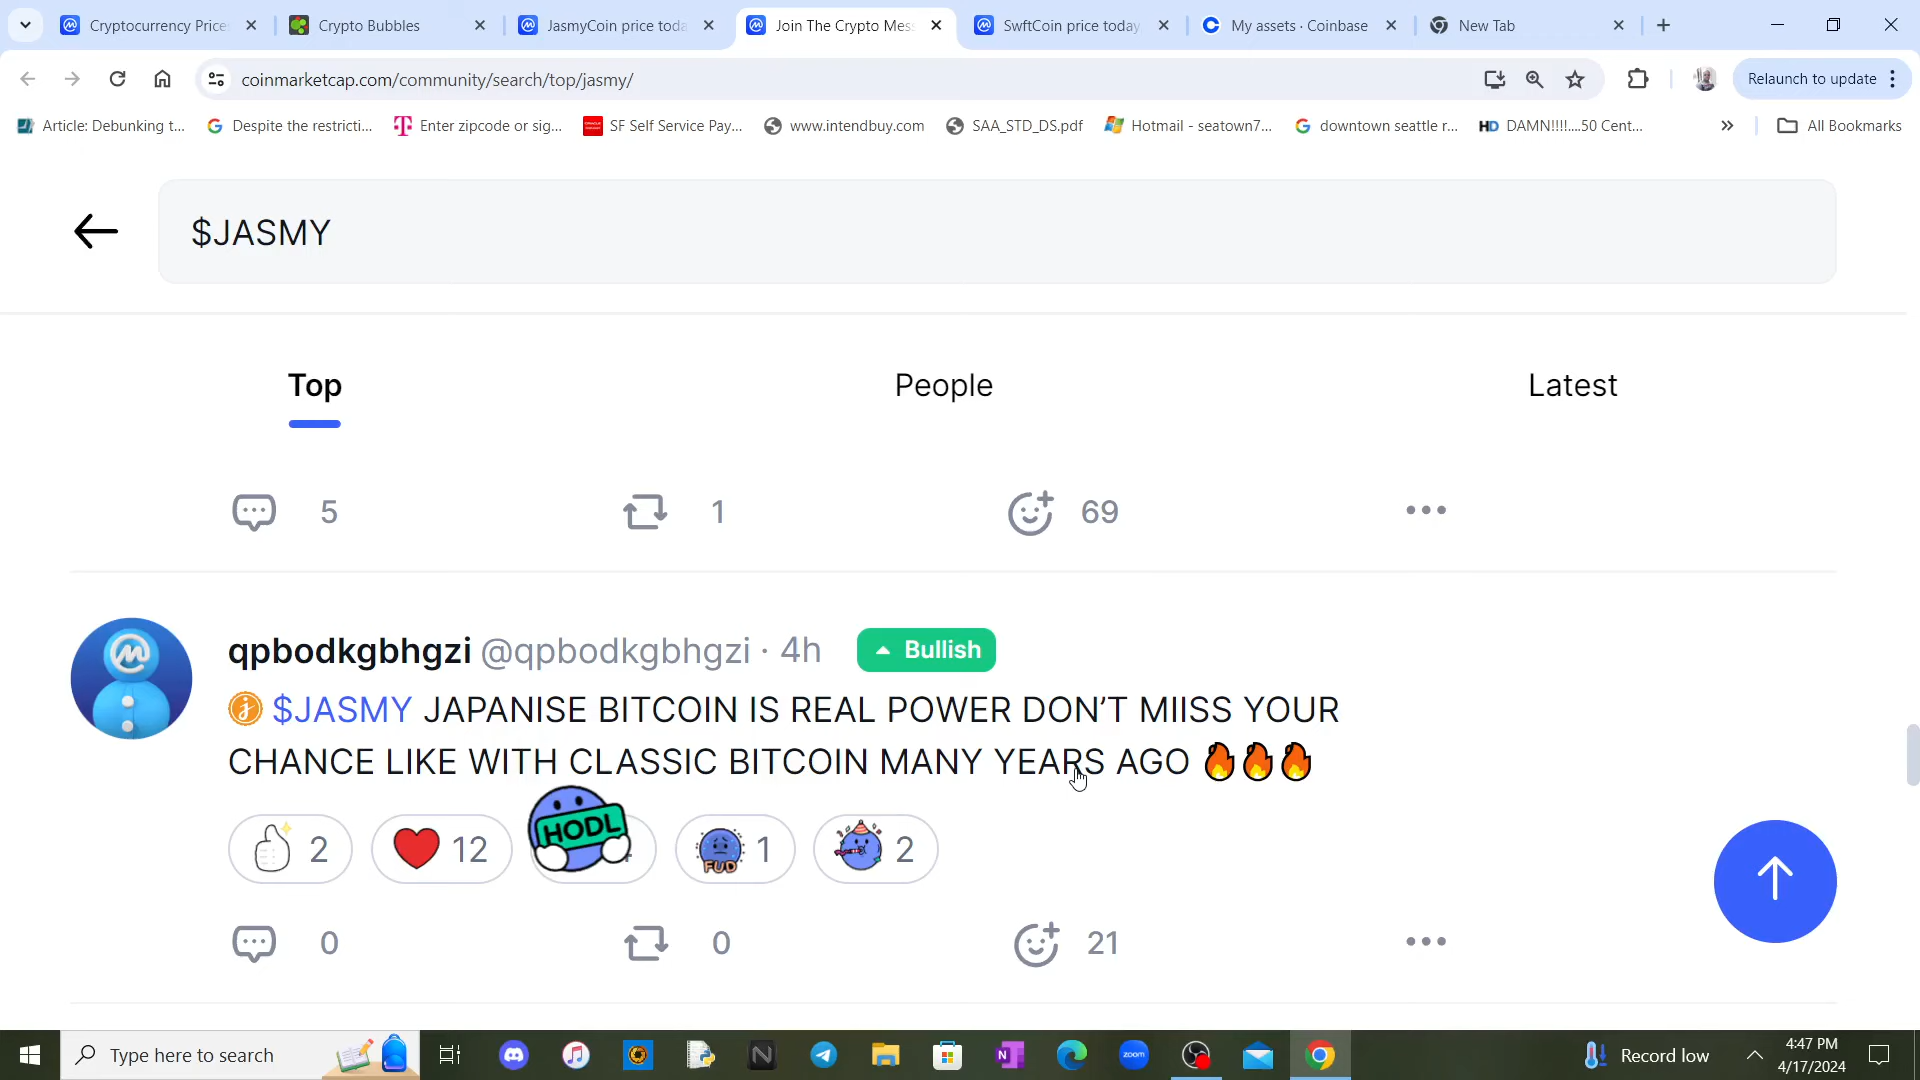 Cryptocurrency Price
Crypto Bubbles
JasmyCoin price toda
Join The Crypto Mes
SwftCoin price today
My assets · Coinbase
New Tab
coinmarketcap.com/community/search/top/jasmy/
Relaunch to update
Article: Debunking t...
Despite the restricti...
Enter zipcode or sig...
SF Self Service Pay...
www.intendbuy.com
SAA_STD_DS.pdf
Hotmail - seatown7...
downtown seattle r...
HD DAMN!!!!....50 Cent...
All Bookmarks
$JASMY
Top
People
Latest
5
1
69
qpbodkgbhgzi @qpbodkgbhgzi · 4h
Bullish
$JASMY JAPANISE BITCOIN IS REAL POWER DON’T MIISS YOUR
CHANCE LIKE WITH CLASSIC BITCOIN MANY YEARS AGO 🔥🔥🔥
2
12
HODL
FUD 1
2
0
0
21
Type here to search
zoom
Record low
4:47 PM
4/17/2024